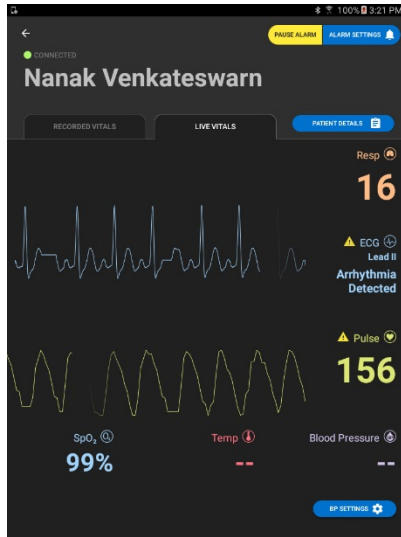 100% 3:21 PM
PAUSE ALARM
ALARM SETTINGS
CONNECTED
Nanak Venkateswarn
RECORDED VITALS
LIVE VITALS
PATIENT DETAILS
Resp
16
ECG
Lead II
Arrhythmia
Detected
Pulse
156
SpO₂
99%
Temp
--
Blood Pressure
--
BP SETTINGS